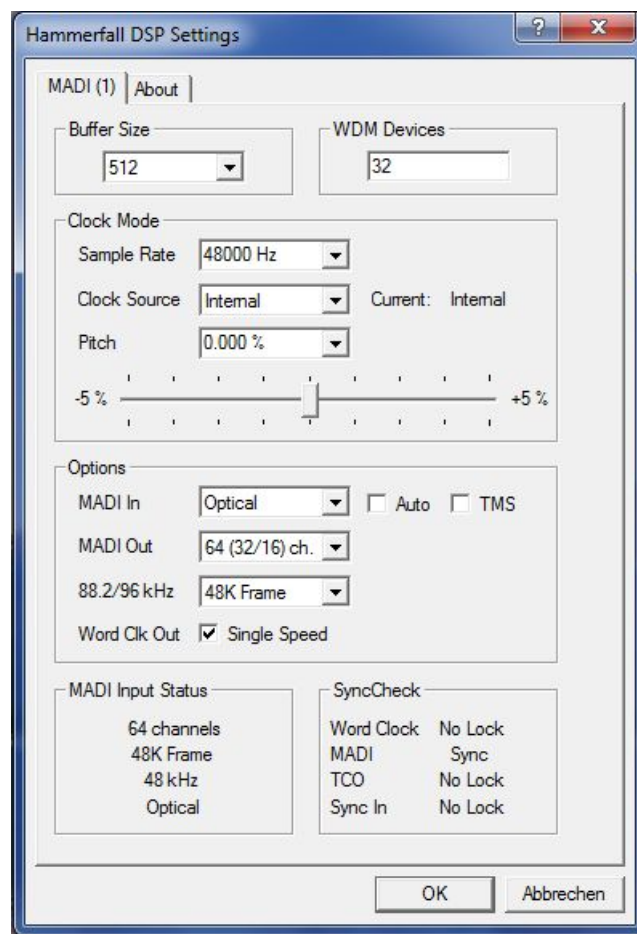 Hammerfall DSP Settings
MADI (1) About
Buffer Size
512
WDM Devices
32
Clock Mode
Sample Rate 48000 Hz
Clock Source Internal Current: Internal
Pitch 0.000 %
-5 % +5 %
Options
MADI In Optical Auto TMS
MADI Out 64 (32/16) ch.
88.2/96 kHz 48K Frame
Word Clk Out Single Speed
MADI Input Status
64 channels
48K Frame
48 kHz
Optical
SyncCheck
Word Clock No Lock
MADI Sync
TCO No Lock
Sync In No Lock
OK Abbrechen